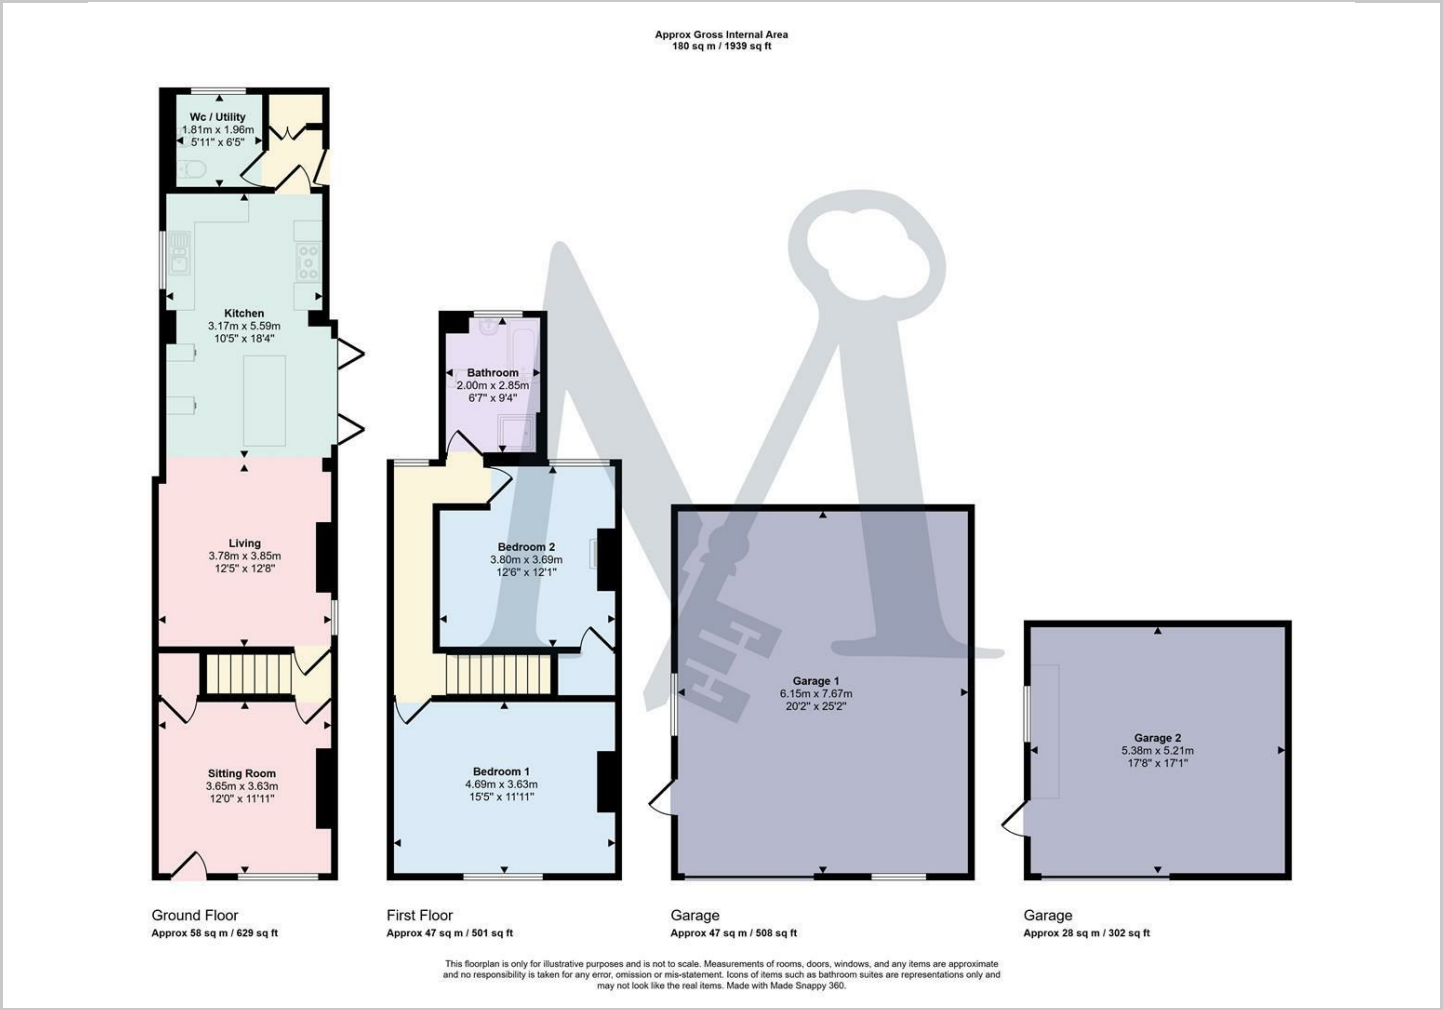 Approx Gross Internal Area
180 sq m / 1939 sq ft
Wc / Utility
1.81m x 1.96m
5'11" x 6'5"
Kitchen
3.17m x 5.59m
10'5" x 18'4"
Living
3.78m x 3.85m
12'5" x 12'8"
Sitting Room
3.65m x 3.63m
12'0" x 11'11"
Bathroom
2.00m x 2.85m
6'7" x 9'4"
Bedroom 2
3.80m x 3.69m
12'6" x 12'1"
Bedroom 1
4.69m x 3.63m
15'5" x 11'11"
Garage 1
6.15m x 7.67m
20'2" x 25'2"
Garage 2
5.38m x 5.21m
17'8" x 17'1"
Ground Floor
Approx 58 sq m / 629 sq ft
First Floor
Approx 47 sq m / 501 sq ft
Garage
Approx 47 sq m / 508 sq ft
Garage
Approx 28 sq m / 302 sq ft
This floorplan is only for illustrative purposes and is not to scale. Measurements of rooms, doors, windows, and any items are approximate
and no responsibility is taken for any error, omission or mis-statement. Icons of items such as bathroom suites are representations only and
may not look like the real items. Made with Made Snappy 360.